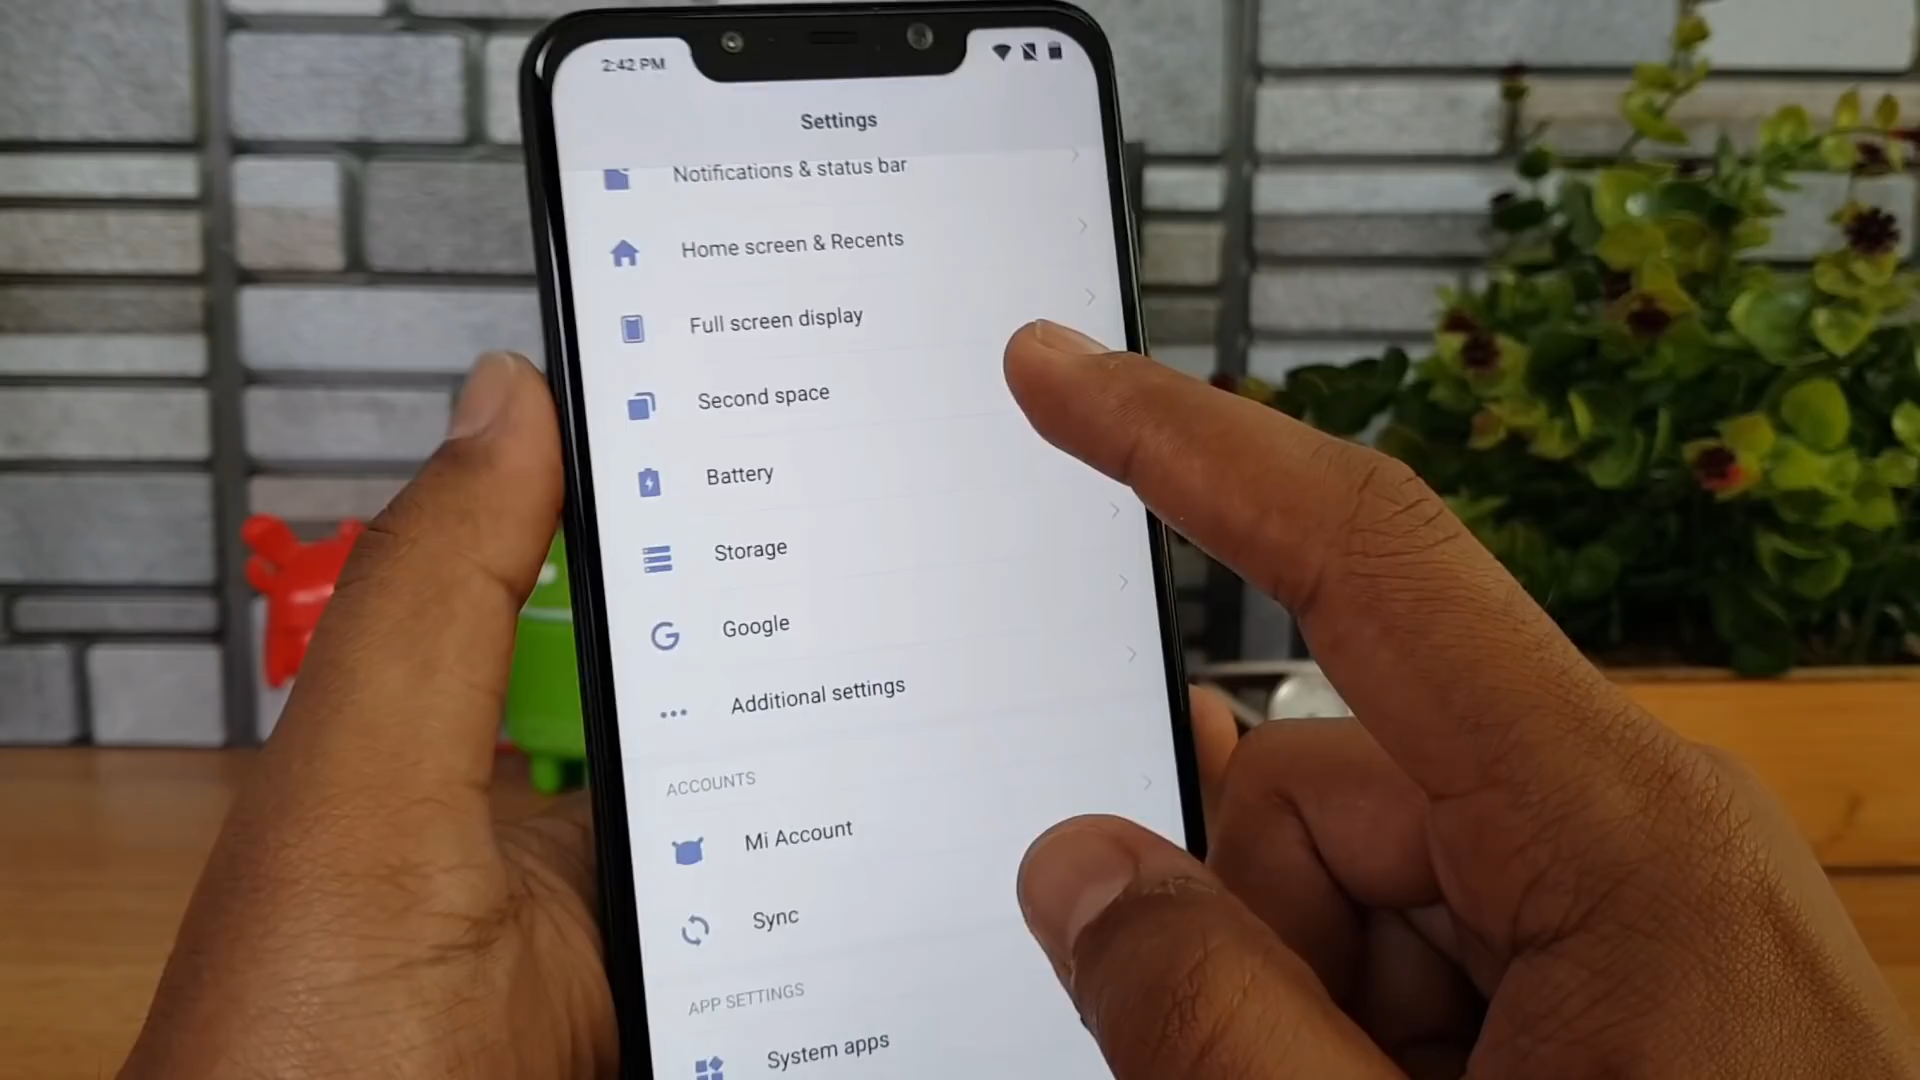 2:42 PM
Settings
Notifications & status bar
Home screen & Recents
Full screen display
Second space
Battery
Storage
Google
Additional settings
ACCOUNTS
Mi Account
Sync
APP SETTINGS
System apps